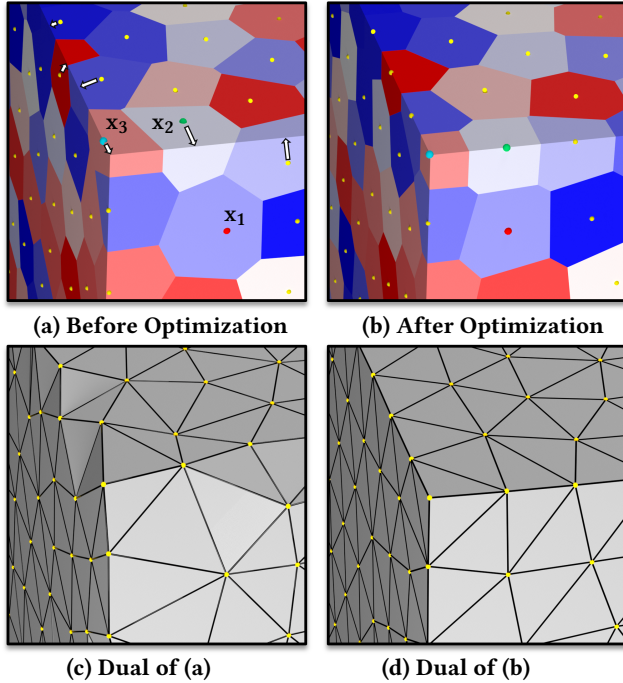 x₃
x₂
x₁
(a) Before Optimization
(b) After Optimization
(c) Dual of (a)
(d) Dual of (b)